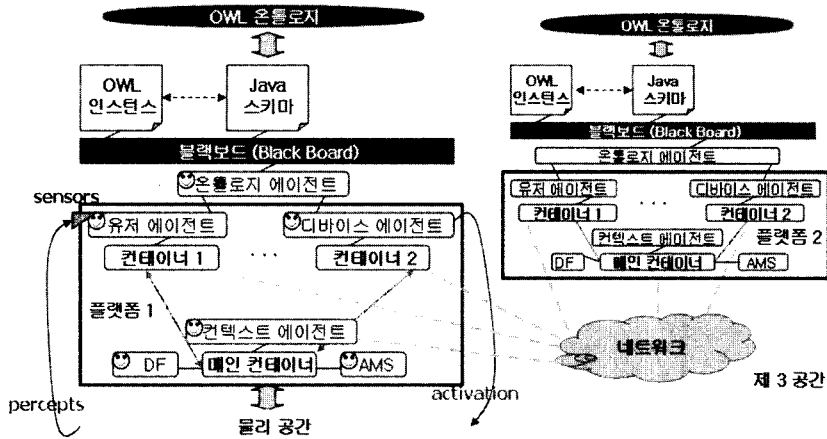 OWL 온톨로지
OWL
인스턴스
Java
스키마
블랙보드 (Black Board)
온톨로지 에이전트
sensors
유저 에이전트
디바이스 에이전트
컨테이너 1
· · ·
컨테이너 2
플랫폼 1
컨텍스트 에이전트
DF
메인 컨테이너
AMS
percepts
activation
물리 공간
OWL 온톨로지
OWL
인스턴스
Java
스키마
블랙보드 (Black Board)
온톨로지 에이전트
유저 에이전트
디바이스 에이전트
컨테이너 1
· · ·
컨테이너 2
컨텍스트 에이전트
플랫폼 2
DF
메인 컨테이너
AMS
네트워크
제 3 공간